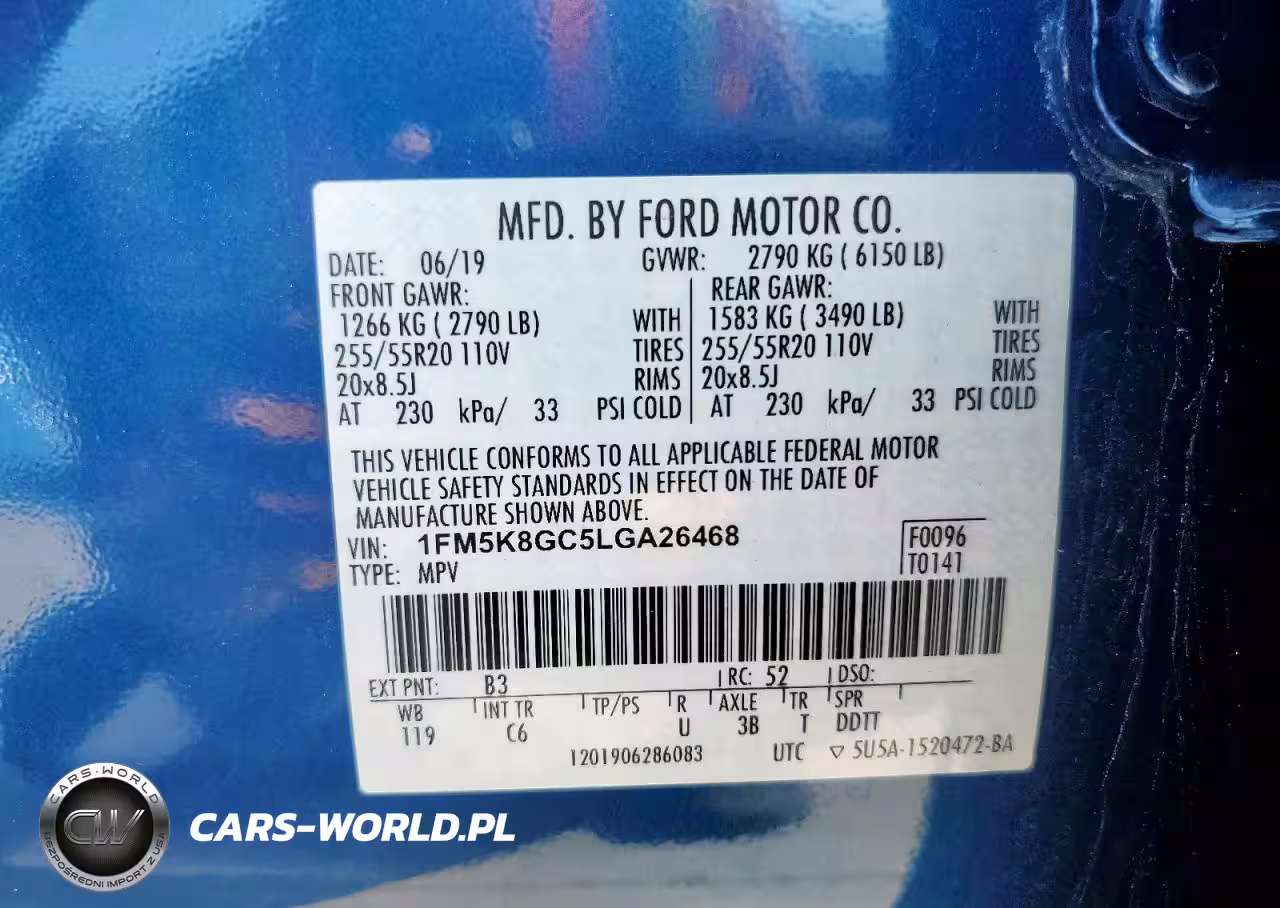 MFD. BY FORD MOTOR CO.
DATE: 06/19 GVWR: 2790 KG ( 6150 LB)
FRONT GAWR: REAR GAWR:
1266 KG ( 2790 LB) WITH 1583 KG ( 3490 LB) WITH
255/55R20 110V TIRES 255/55R20 110V TIRES
20x8.5J RIMS 20x8.5J RIMS
AT 230 kPa/ 33 PSI COLD AT 230 kPa/ 33 PSI COLD
THIS VEHICLE CONFORMS TO ALL APPLICABLE FEDERAL MOTOR
VEHICLE SAFETY STANDARDS IN EFFECT ON THE DATE OF
MANUFACTURE SHOWN ABOVE.
VIN: 1FM5K8GC5LGA26468 F0096
TYPE: MPV T0141
EXT PNT: B3 RC: 52 DSO:
WB INT TR TP/PS R AXLE TR SPR
119 C6 U 3B T DDTT
1201906286083 UTC ▽ 5U5A-1520472-BA
CARS-WORLD
CW
BEZPOŚREDNI IMPORT Z USA
CARS-WORLD.PL